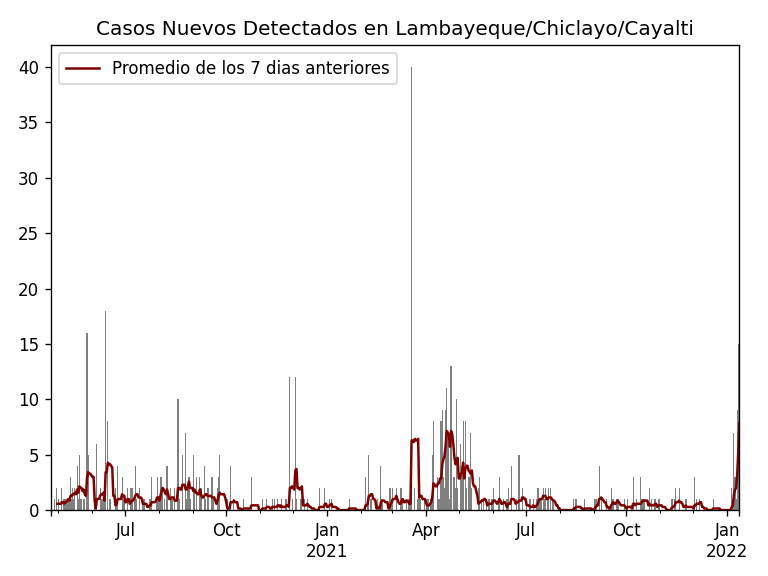 Casos Nuevos Detectados en Lambayeque/Chiclayo/Cayalti
Promedio de los 7 dias anteriores
40
35
30
25
20
15
10
5
0
Jul
Oct
Jan
2021
Apr
Jul
Oct
Jan
2022